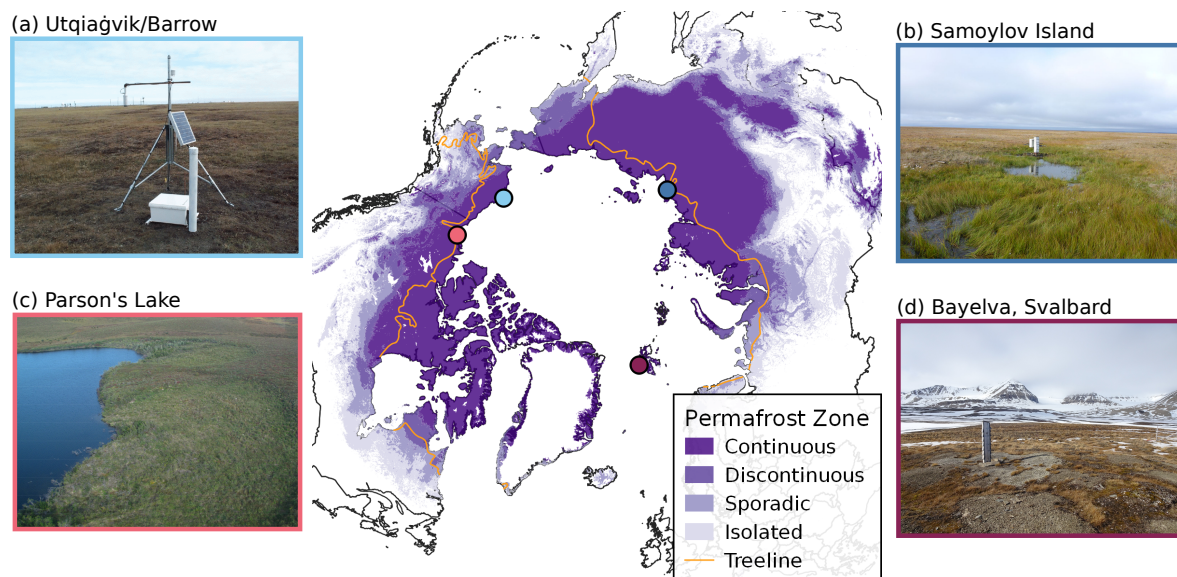 (a) Utqiaġvik/Barrow
(b) Samoylov Island
(c) Parson's Lake
(d) Bayelva, Svalbard
Permafrost Zone
Continuous
Discontinuous
Sporadic
Isolated
Treeline